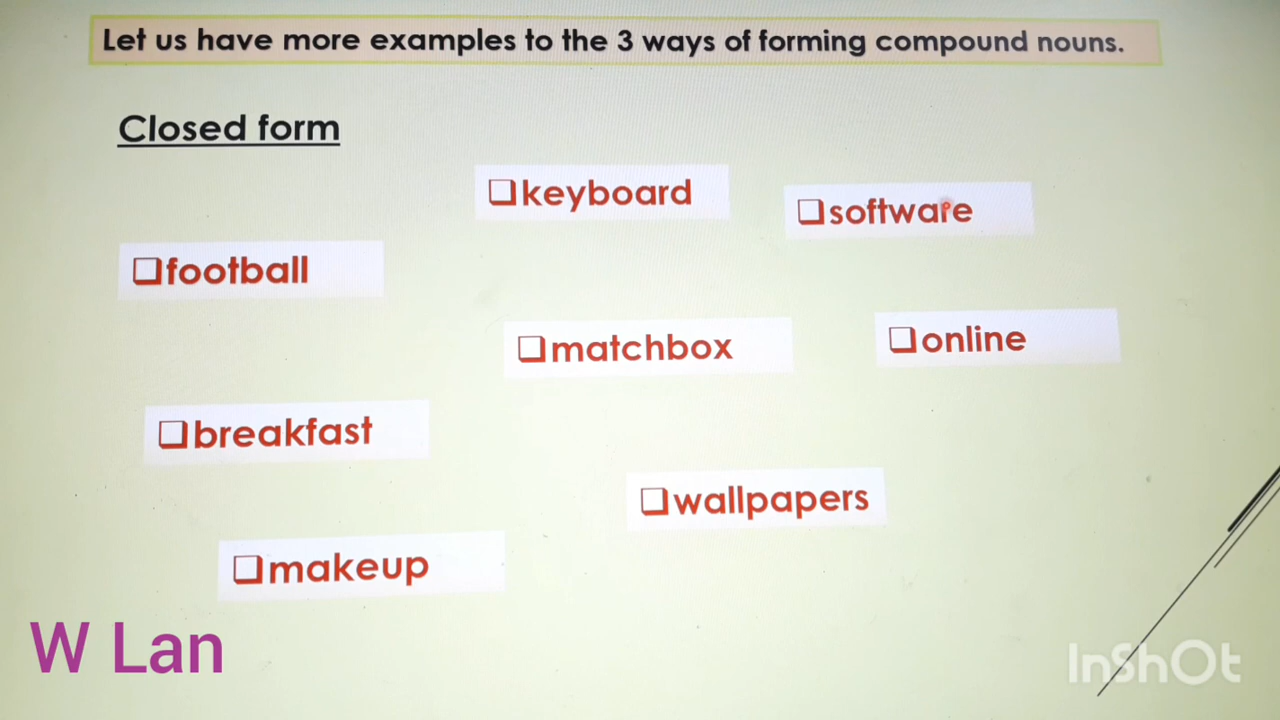 Let us have more examples to the 3 ways of forming compound nouns.
Closed form
❑keyboard
❑software
❑football
❑matchbox
❑online
❑breakfast
❑wallpapers
❑makeup
W Lan
InShOt